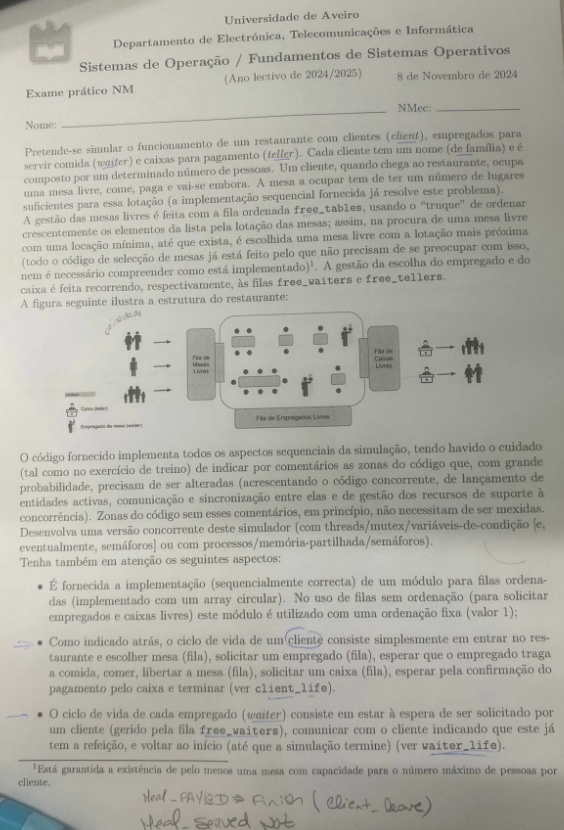 Universidade de Aveiro
Departamento de Electrónica, Telecomunicações e Informática
Sistemas de Operação / Fundamentos de Sistemas Operativos
(Ano lectivo de 2024/2025)
8 de Novembro de 2024
Exame prático NM
NMec:
Nome:
Pretende-se simular o funcionamento de um restaurante com clientes (client), empregados para
servir comida (waiter) e caixas para pagamento (teller). Cada cliente tem um nome (de família) e é
composto por um determinado número de pessoas. Um cliente, quando chega ao restaurante, ocupa
uma mesa livre, come, paga e vai-se embora. A mesa a ocupar tem de ter um número de lugares
suficientes para essa lotação (a implementação sequencial fornecida já resolve este problema).
A gestão das mesas livres é feita com a fila ordenada free_tables, usando o "truque" de ordenar
crescentemente os elementos da lista pela lotação das mesas; assim, na procura de uma mesa livre
com uma locação mínima, até que exista, é escolhida uma mesa livre com a lotação mais próxima
(todo o código de selecção de mesas já está feito pelo que não precisam de se preocupar com isso,
nem é necessário compreender como está implementado)¹. A gestão da escolha do empregado e do
caixa é feita recorrendo, respectivamente, às filas free_waiters e free_tellers.
A figura seguinte ilustra a estrutura do restaurante:
Fila de
Mesas
Livres
Fila de
Caixas
Livres
Caixa (teller)
Empregado de mesa (waiter)
Fila de Empregados Livres
O código fornecido implementa todos os aspectos sequenciais da simulação, tendo havido o cuidado
(tal como no exercício de treino) de indicar por comentários as zonas do código que, com grande
probabilidade, precisam de ser alteradas (acrescentando o código concorrente, de lançamento de
entidades activas, comunicação e sincronização entre elas e de gestão dos recursos de suporte à
concorrência). Zonas do código sem esses comentários, em princípio, não necessitam de ser mexidas.
Desenvolva uma versão concorrente deste simulador (com threads/mutex/variáveis-de-condição [e,
eventualmente, semáforos] ou com processos/memória-partilhada/semáforos).
Tenha também em atenção os seguintes aspectos:
• É fornecida a implementação (sequencialmente correcta) de um módulo para filas ordena-
das (implementado com um array circular). No uso de filas sem ordenação (para solicitar
empregados e caixas livres) este módulo é utilizado com uma ordenação fixa (valor 1);
• Como indicado atrás, o ciclo de vida de um cliente consiste simplesmente em entrar no res-
taurante e escolher mesa (fila), solicitar um empregado (fila), esperar que o empregado traga
a comida, comer, libertar a mesa (fila), solicitar um caixa (fila), esperar pela confirmação do
pagamento pelo caixa e terminar (ver client_life).
• O ciclo de vida de cada empregado (waiter) consiste em estar à espera de ser solicitado por
um cliente (gerido pela fila free_waiters), comunicar com o cliente indicando que este já
tem a refeição, e voltar ao início (até que a simulação termine) (ver waiter_life).
¹Está garantida a existência de pelo menos uma mesa com capacidade para o número máximo de pessoas por
cliente.
Meal_PAYED ⇒ Finish (client_leave)
Meal_served Not